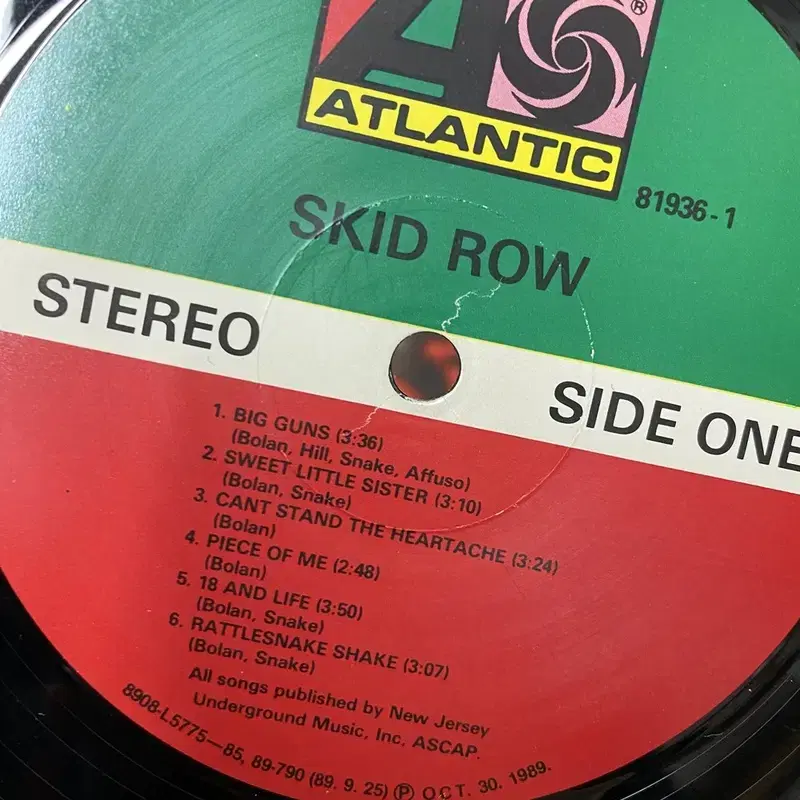 ®
ATLANTIC
81936-1
SKID ROW
STEREO
SIDE ONE
1. BIG GUNS (3:36)
(Bolan, Hill, Snake, Affuso)
2. SWEET LITTLE SISTER (3:10)
(Bolan, Snake)
3. CANT STAND THE HEARTACHE (3:24)
(Bolan)
4. PIECE OF ME (2:48)
(Bolan)
5. 18 AND LIFE (3:50)
(Bolan, Snake)
6. RATTLESNAKE SHAKE (3:07)
(Bolan, Snake)
All songs published by New Jersey
Underground Music, Inc, ASCAP.
8908-L5775—85, 89-790 (89. 9. 25) Ⓟ OCT. 30. 1989.